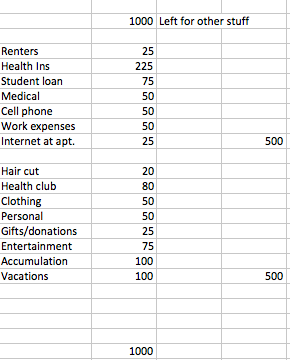 1000 Left for other stuff
Renters 25
Health Ins 225
Student loan 75
Medical 50
Cell phone 50
Work expenses 50
Internet at apt. 25 500
Hair cut 20
Health club 80
Clothing 50
Personal 50
Gifts/donations 25
Entertainment 75
Accumulation 100
Vacations 100 500
1000